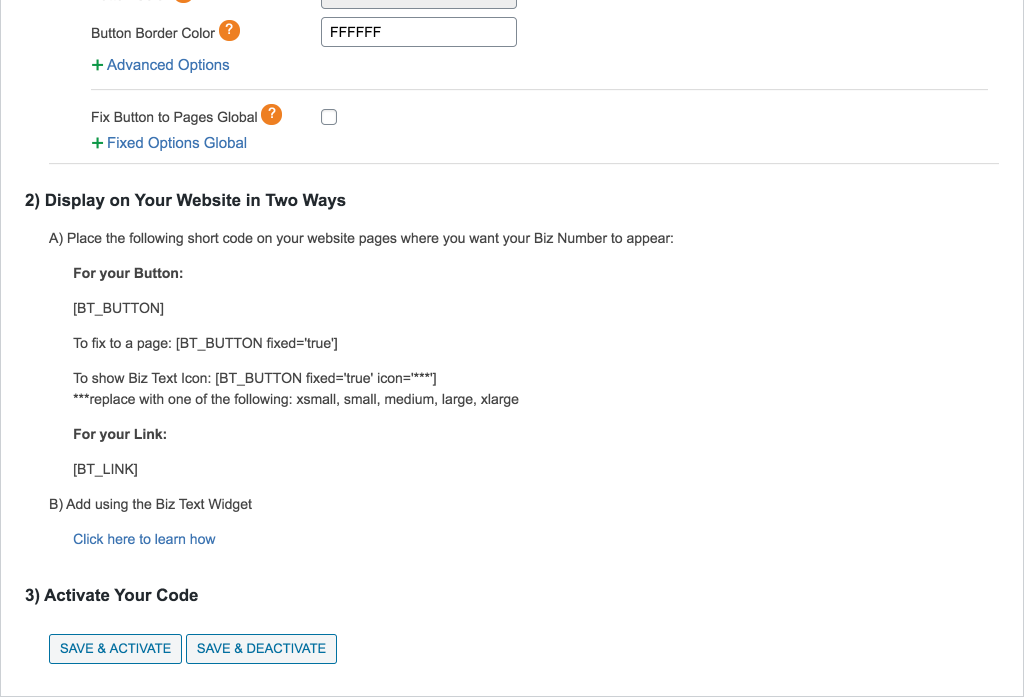 Button Border Color ?
FFFFFF
+ Advanced Options
Fix Button to Pages Global ?
+ Fixed Options Global
2) Display on Your Website in Two Ways
A) Place the following short code on your website pages where you want your Biz Number to appear:
For your Button:
[BT_BUTTON]
To fix to a page: [BT_BUTTON fixed='true']
To show Biz Text Icon: [BT_BUTTON fixed='true' icon='***']
***replace with one of the following: xsmall, small, medium, large, xlarge
For your Link:
[BT_LINK]
B) Add using the Biz Text Widget
Click here to learn how
3) Activate Your Code
SAVE & ACTIVATE SAVE & DEACTIVATE